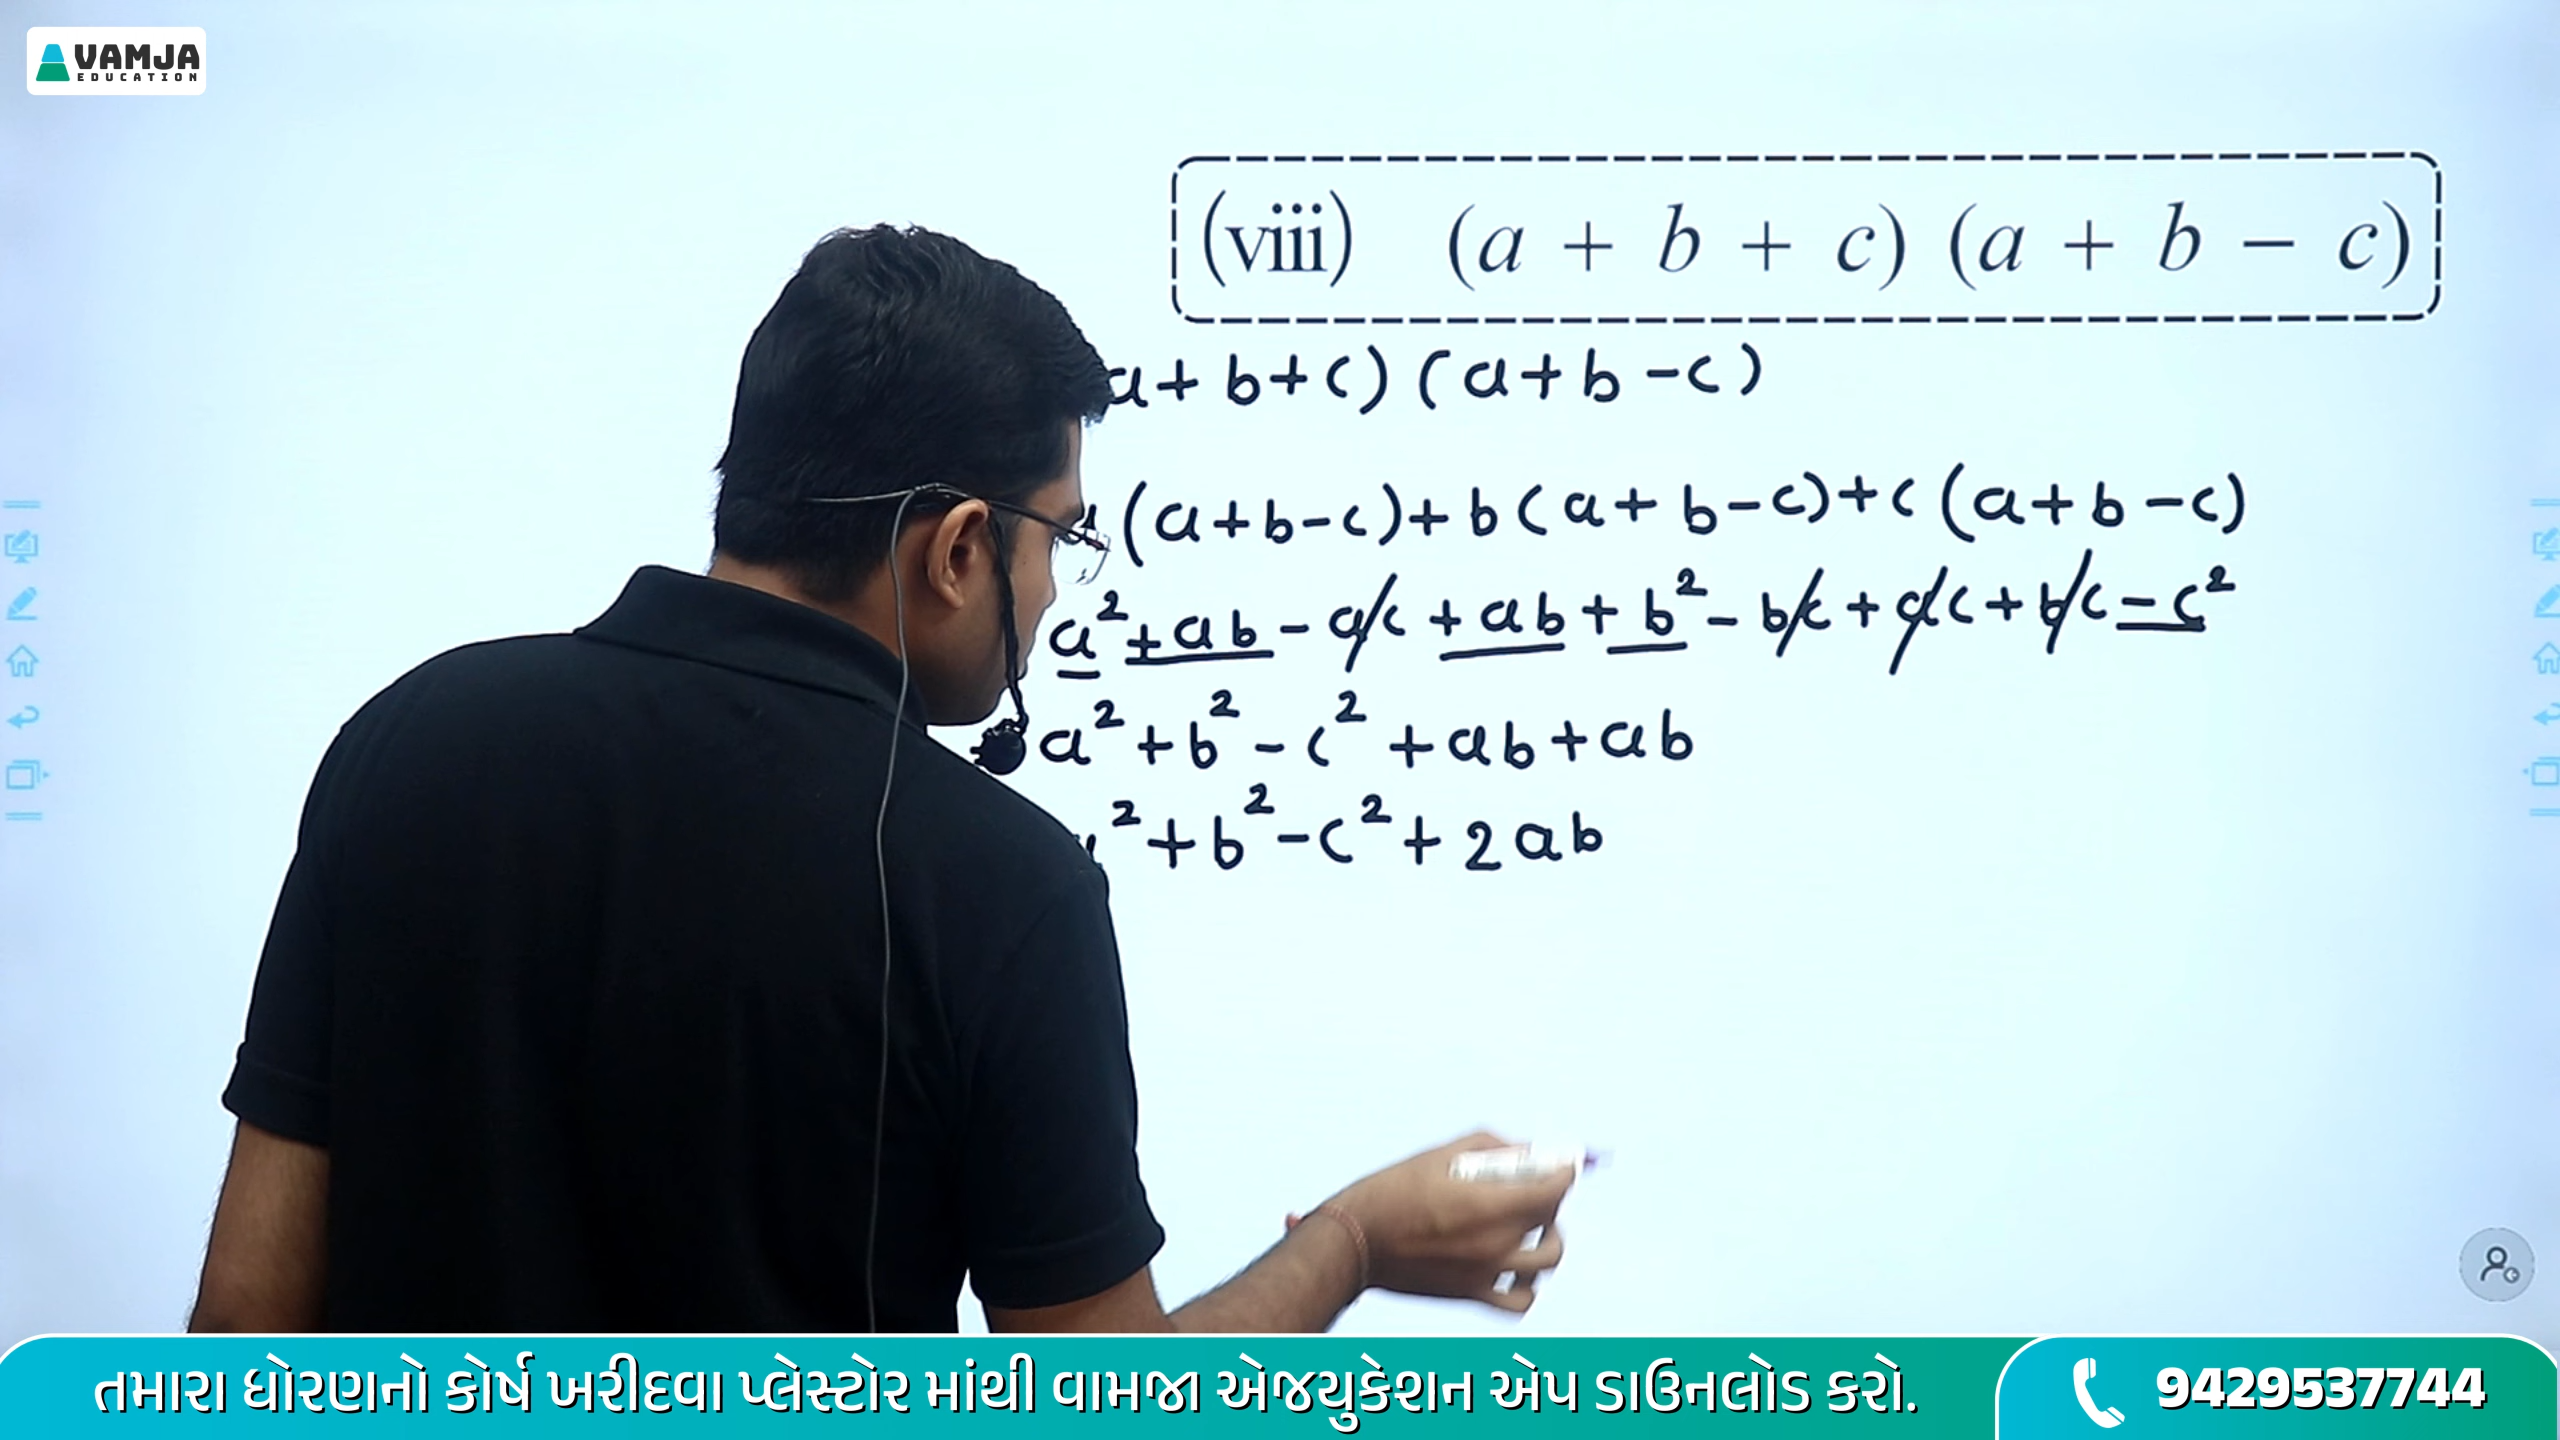 VAMJA
EDUCATION
(viii) (a + b + c) (a + b − c)
a + b + c) (a + b − c)
(a + b − c) + b (a + b − c) + c (a + b − c)
a² + ab − ac + ab + b² − bc + ac + bc − c²
a² + b² − c² + ab + ab
² + b² − c² + 2ab
તમારા ધોરણનો કોર્ષ ખરીદવા પ્લેસ્ટોર માંથી વામજા એજયુકેશન એપ ડાઉનલોડ કરો.
9429537744